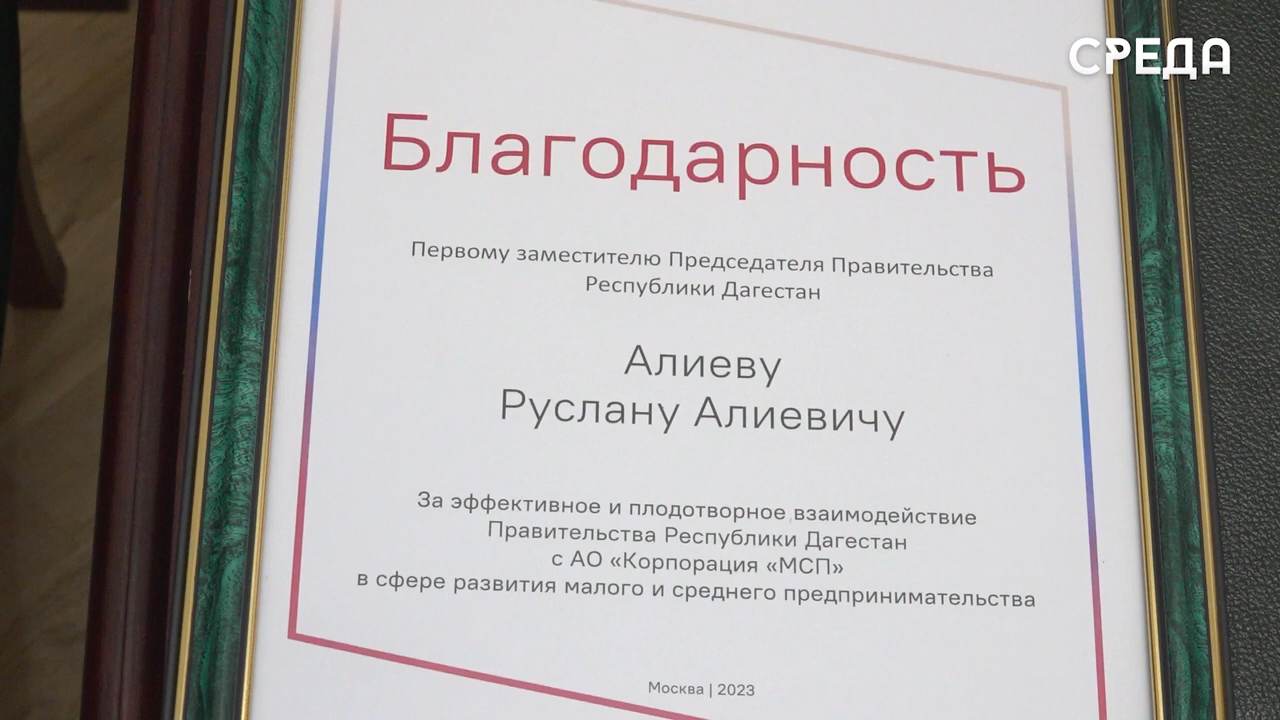 СРЕДА
Благодарность
Первому заместителю Председателя Правительства
Республики Дагестан
Алиеву
Руслану Алиевичу
За эффективное и плодотворное взаимодействие
Правительства Республики Дагестан
с АО «Корпорация «МСП»
в сфере развития малого и среднего предпринимательства
Москва | 2023